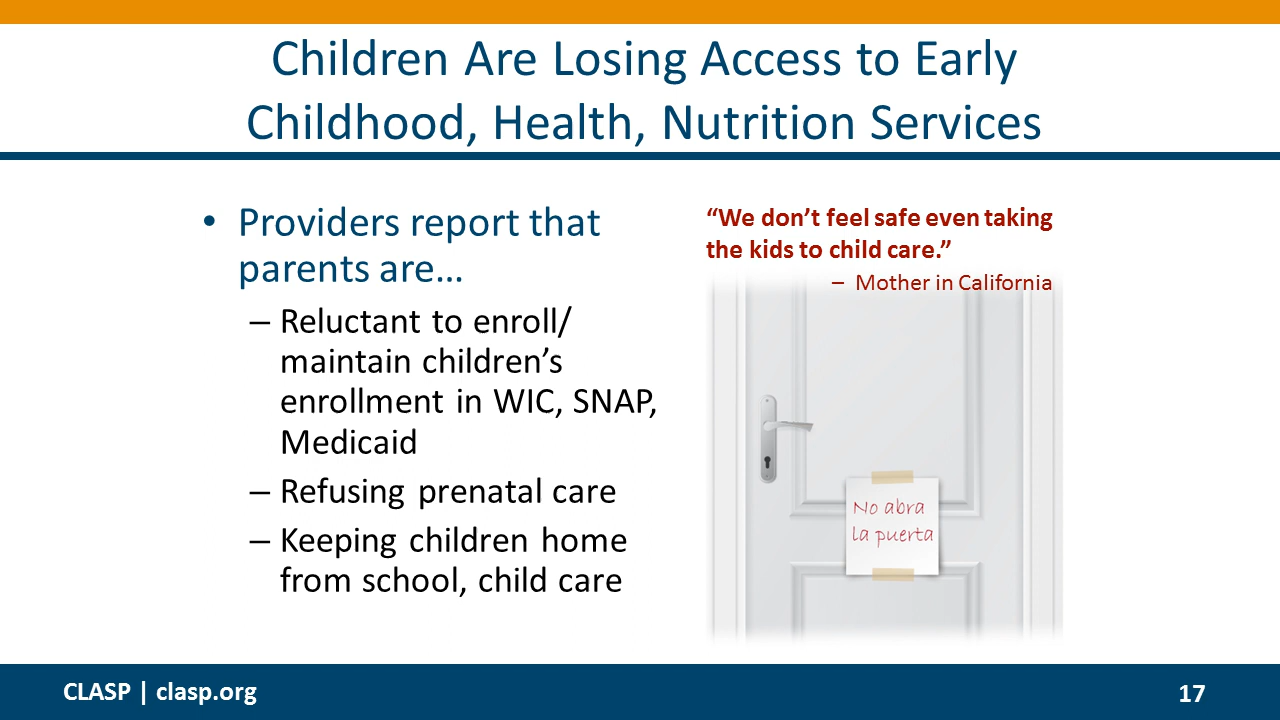 Children Are Losing Access to Early
Childhood, Health, Nutrition Services
• Providers report that
parents are…
– Reluctant to enroll/
maintain children’s
enrollment in WIC, SNAP,
Medicaid
– Refusing prenatal care
– Keeping children home
from school, child care
“We don’t feel safe even taking
the kids to child care.”
– Mother in California
No abra
la puerta
CLASP | clasp.org
17